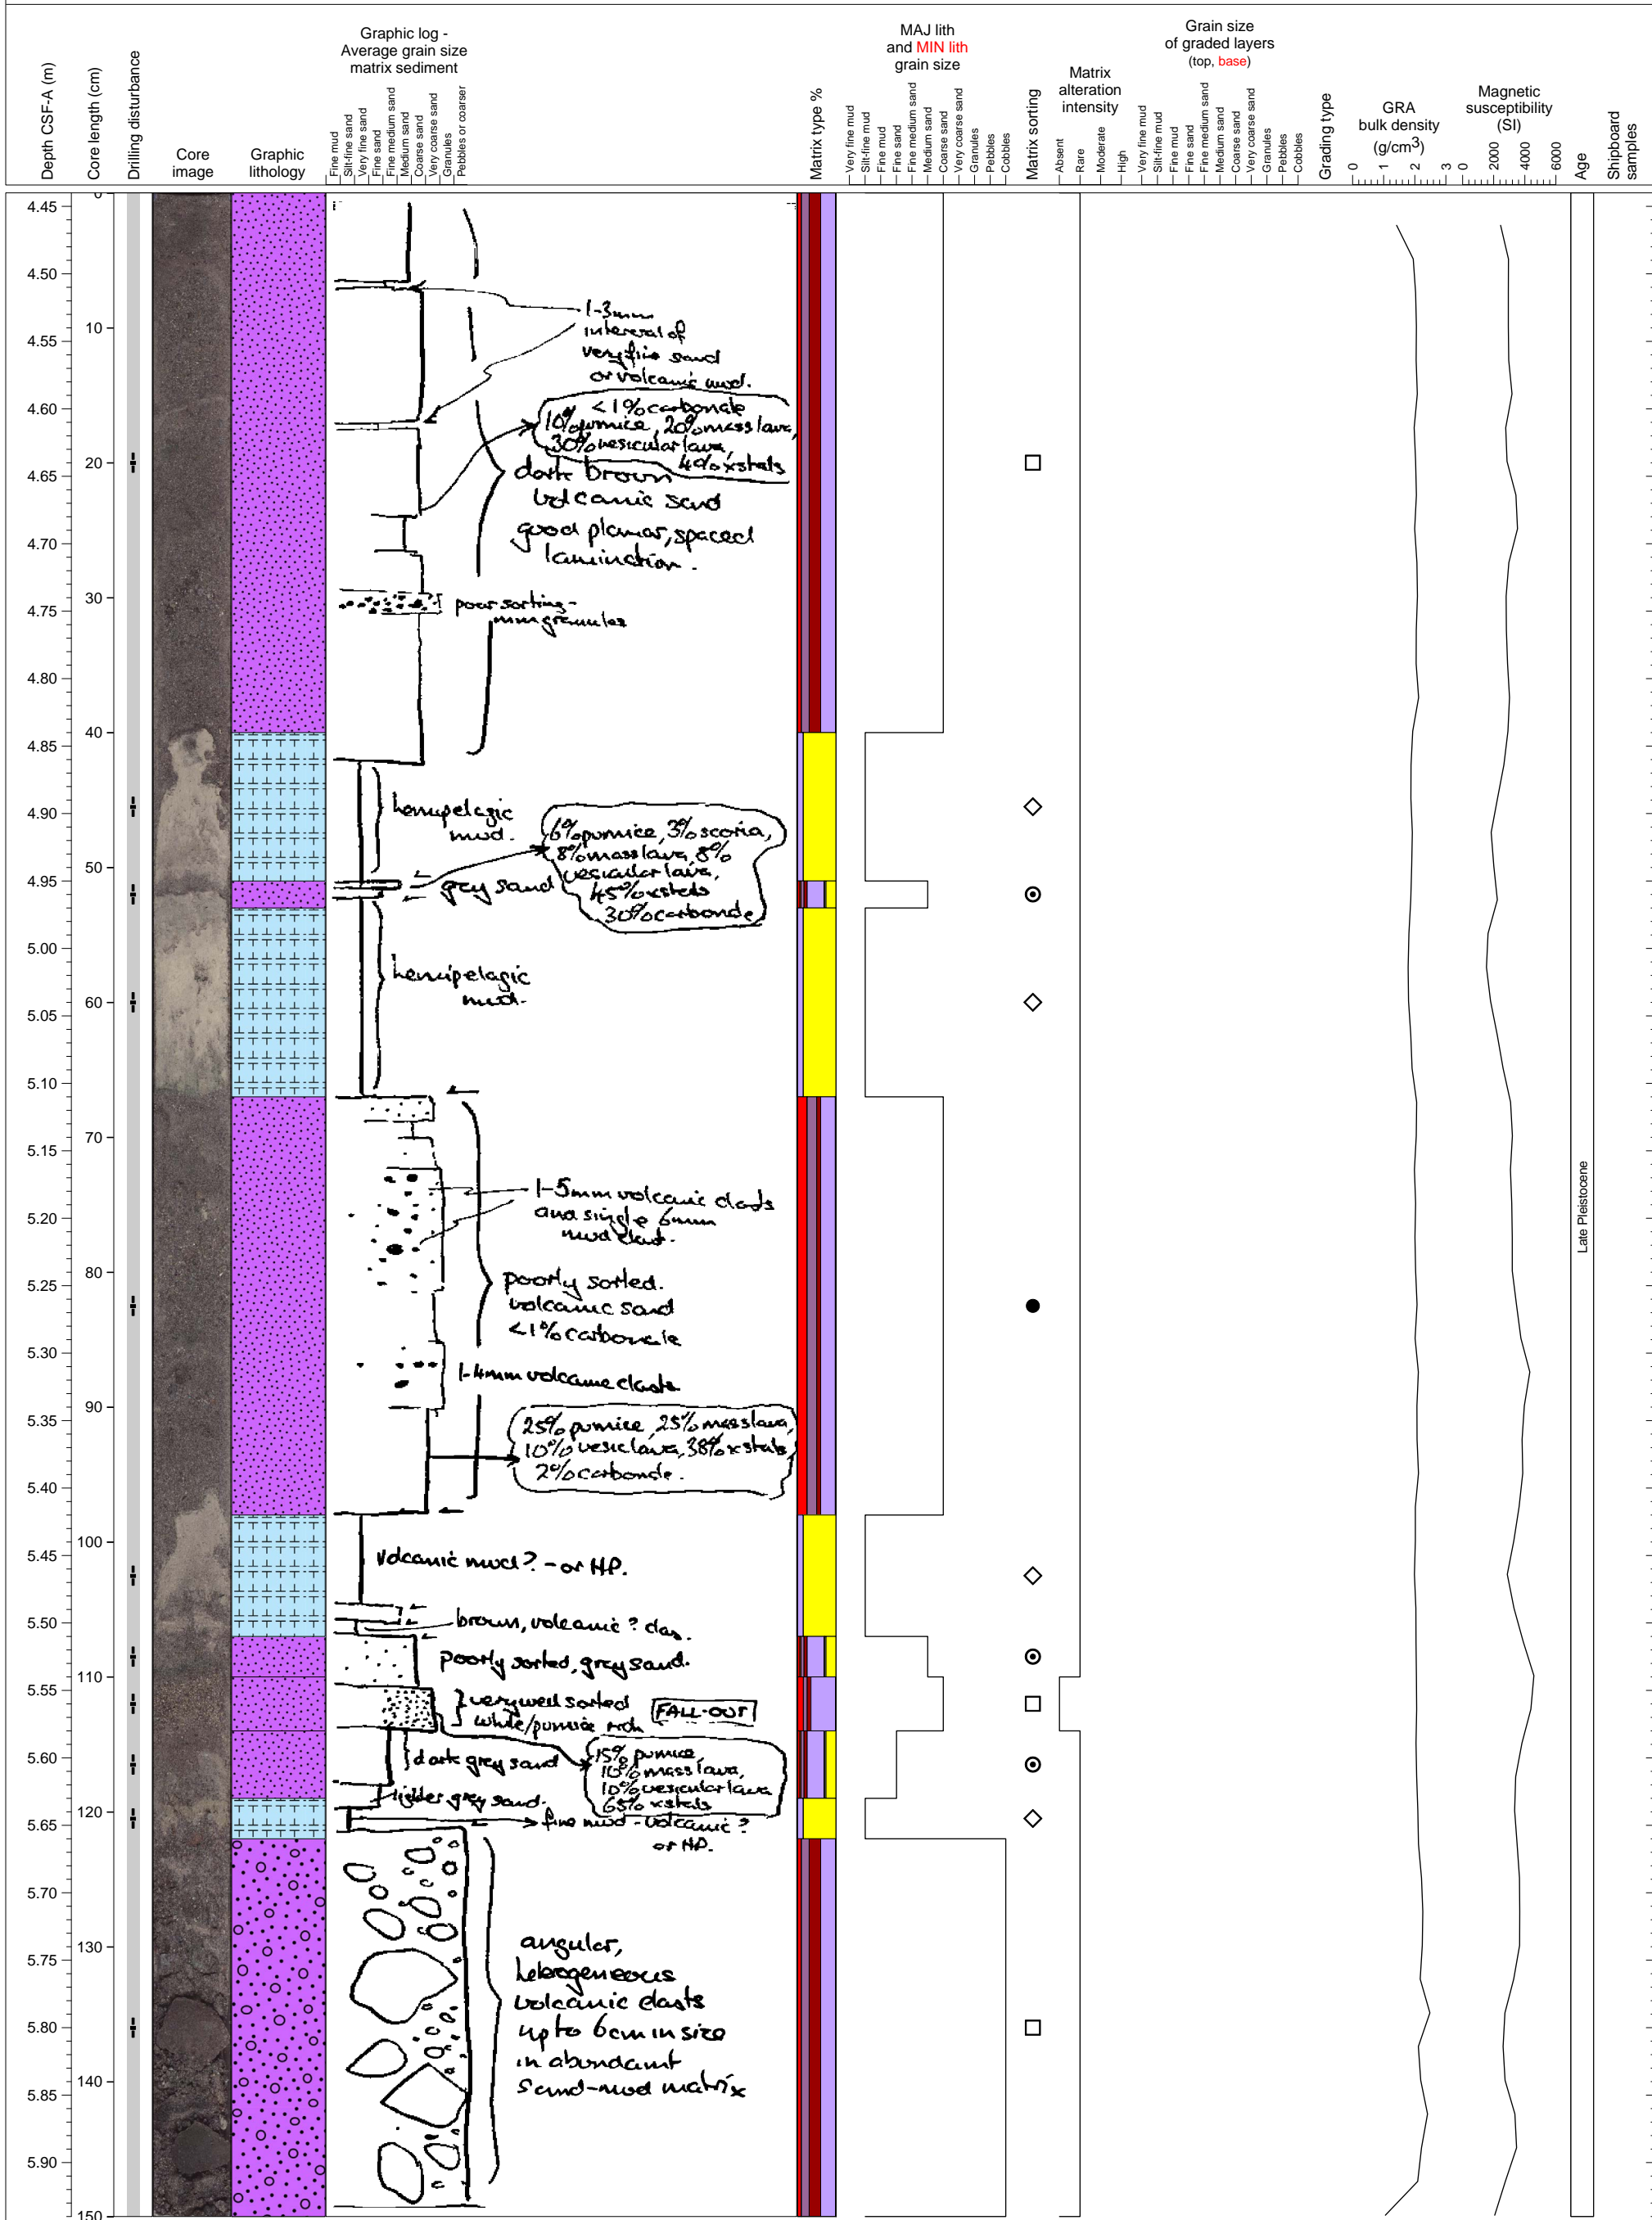 Depth CSF-A (m)
Core length (cm)
Drilling disturbance
Core
image
Graphic
lithology
Graphic log -
Average grain size
matrix sediment
Fine mud
Silt-fine sand
Very fine sand
Fine sand
Fine medium sand
Medium sand
Coarse sand
Very coarse sand
Granules
Pebbles or coarser
Matrix type %
MAJ lith
and MIN lith
grain size
Very fine mud
Silt-fine mud
Fine mud
Fine sand
Fine medium sand
Medium sand
Coarse sand
Very coarse sand
Granules
Pebbles
Cobbles
Matrix sorting
Matrix
alteration
intensity
Absent
Rare
Moderate
High
Grain size
of graded layers
(top, base)
Very fine mud
Silt-fine mud
Fine mud
Fine sand
Fine medium sand
Medium sand
Coarse sand
Very coarse sand
Granules
Pebbles
Cobbles
Grading type
GRA
bulk density
(g/cm3)
0 1 2 3
Magnetic
susceptibility
(SI)
0 2000 4000 6000
Age
Shipboard
samples
4.45
4.50
4.55
4.60
4.65
4.70
4.75
4.80
4.85
4.90
4.95
5.00
5.05
5.10
5.15
5.20
5.25
5.30
5.35
5.40
5.45
5.50
5.55
5.60
5.65
5.70
5.75
5.80
5.85
5.90
0
10
20
30
40
50
60
70
80
90
100
110
120
130
140
150
1-3mm
interval of
very fine sand
or volcanic mud.
<1% carbonate
10% pumice, 20% mass lava,
30% vesicular lava,
40% xstals
dark brown
volcanic sand
good planar, spaced
lamination.
poor sorting-
mm granules
hemipelagic
mud.
6% pumice, 3% scoria,
8% mass lava, 8%
vesicular lava,
45% xstals
30% carbonate
grey sand
hemipelagic
mud.
1-5mm volcanic clasts
and single 6mm
mud clast.
poorly sorted.
volcanic sand
<1% carbonate
1-4mm volcanic clasts
25% pumice, 25% mass lava,
10% vesic lava, 38% xstals,
2% carbonate.
volcanic mud? - or HP.
brown, volcanic? clay.
poorly sorted, grey sand.
very well sorted
white/pumice rich
FALL-OUT
dark grey sand
15% pumice,
10% mass lava,
10% vesicular lava
65% xstals
lighter grey sand.
fine mud - volcanic?
or HP.
angular,
heterogeneous
volcanic clasts
up to 6cm in size
in abundant
sand-mud matrix
Late Pleistocene